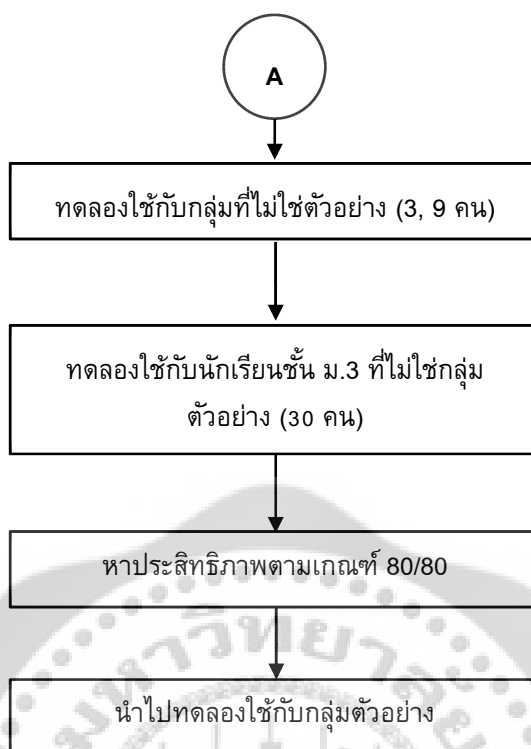 A
ทดลองใช้กับกลุ่มที่ไม่ใช่ตัวอย่าง (3, 9 คน)
ทดลองใช้กับนักเรียนชั้น ม.3 ที่ไม่ใช่กลุ่ม
ตัวอย่าง (30 คน)
หาประสิทธิภาพตามเกณฑ์ 80/80
นำไปทดลองใช้กับกลุ่มตัวอย่าง